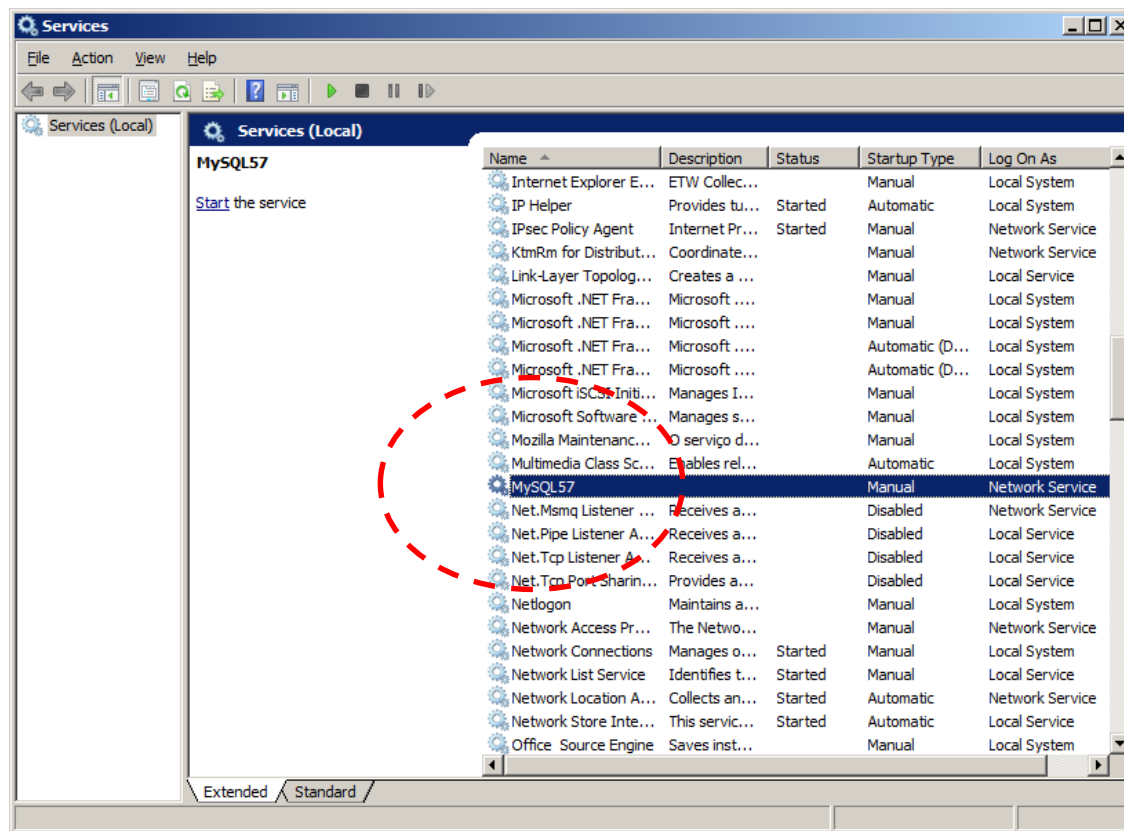 Services
File Action View Help
Services (Local)
Services (Local)
MySQL57
Start the service
Name Description Status Startup Type Log On As
Internet Explorer E... ETW Collec... Manual Local System
IP Helper Provides tu... Started Automatic Local System
IPsec Policy Agent Internet Pr... Started Manual Network Service
KtmRm for Distribut... Coordinate... Manual Network Service
Link-Layer Topolog... Creates a ... Manual Local Service
Microsoft .NET Fra... Microsoft .... Manual Local System
Microsoft .NET Fra... Microsoft .... Manual Local System
Microsoft .NET Fra... Microsoft .... Automatic (D... Local System
Microsoft .NET Fra... Microsoft .... Automatic (D... Local System
Microsoft iSCSI Initi... Manages I... Manual Local System
Microsoft Software ... Manages s... Manual Local System
Mozilla Maintenanc... O serviço d... Manual Local System
Multimedia Class Sc... Enables rel... Automatic Local System
MySQL57 Manual Network Service
Net.Msmq Listener ... Receives a... Disabled Network Service
Net.Pipe Listener A... Receives a... Disabled Local Service
Net.Tcp Listener A... Receives a... Disabled Local Service
Net.Tcp Port Sharin... Provides a... Disabled Local Service
Netlogon Maintains a... Manual Local System
Network Access Pr... The Netwo... Manual Network Service
Network Connections Manages o... Started Manual Local System
Network List Service Identifies t... Started Manual Local Service
Network Location A... Collects an... Started Automatic Network Service
Network Store Inte... This servic... Started Automatic Local Service
Office Source Engine Saves inst... Manual Local System
Extended Standard